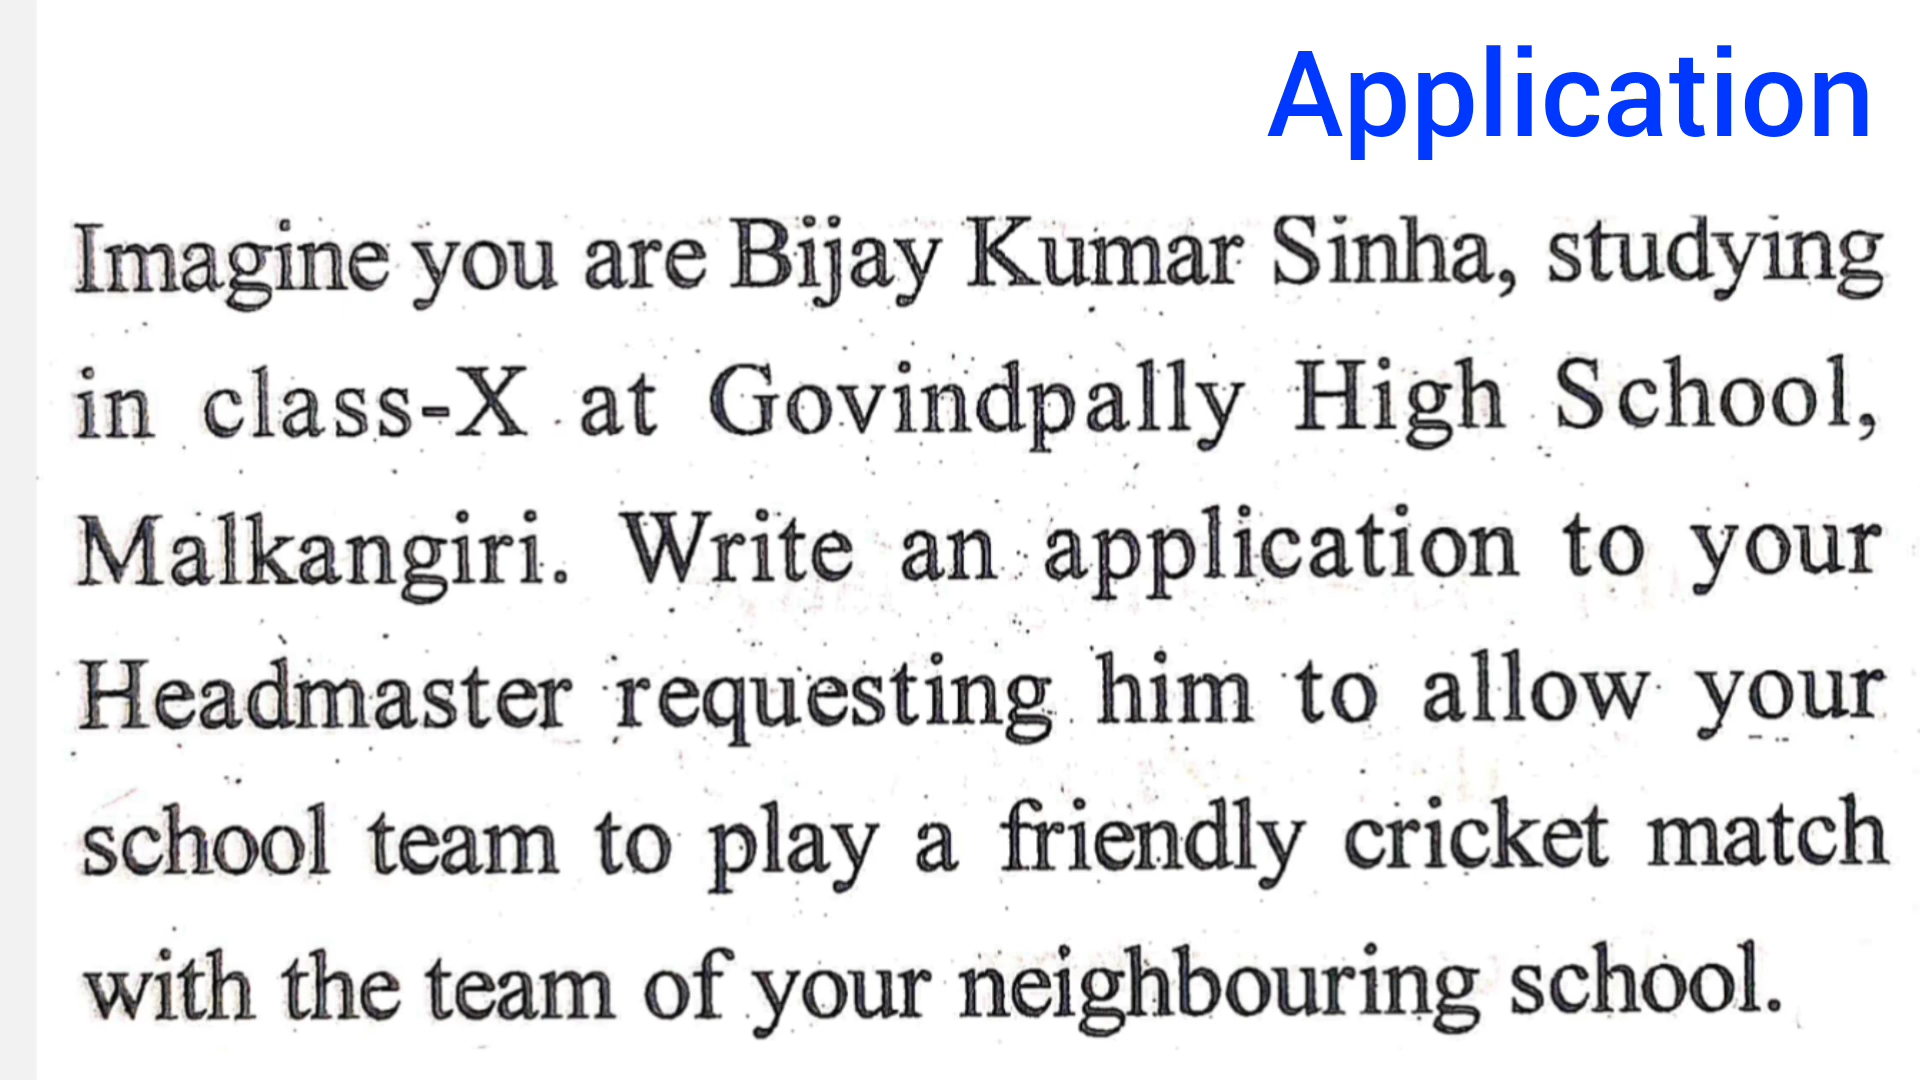 Application
Imagine you are Bijay Kumar Sinha, studying
in class-X at Govindpally High School,
Malkangiri. Write an application to your
Headmaster requesting him to allow your
school team to play a friendly cricket match
with the team of your neighbouring school.